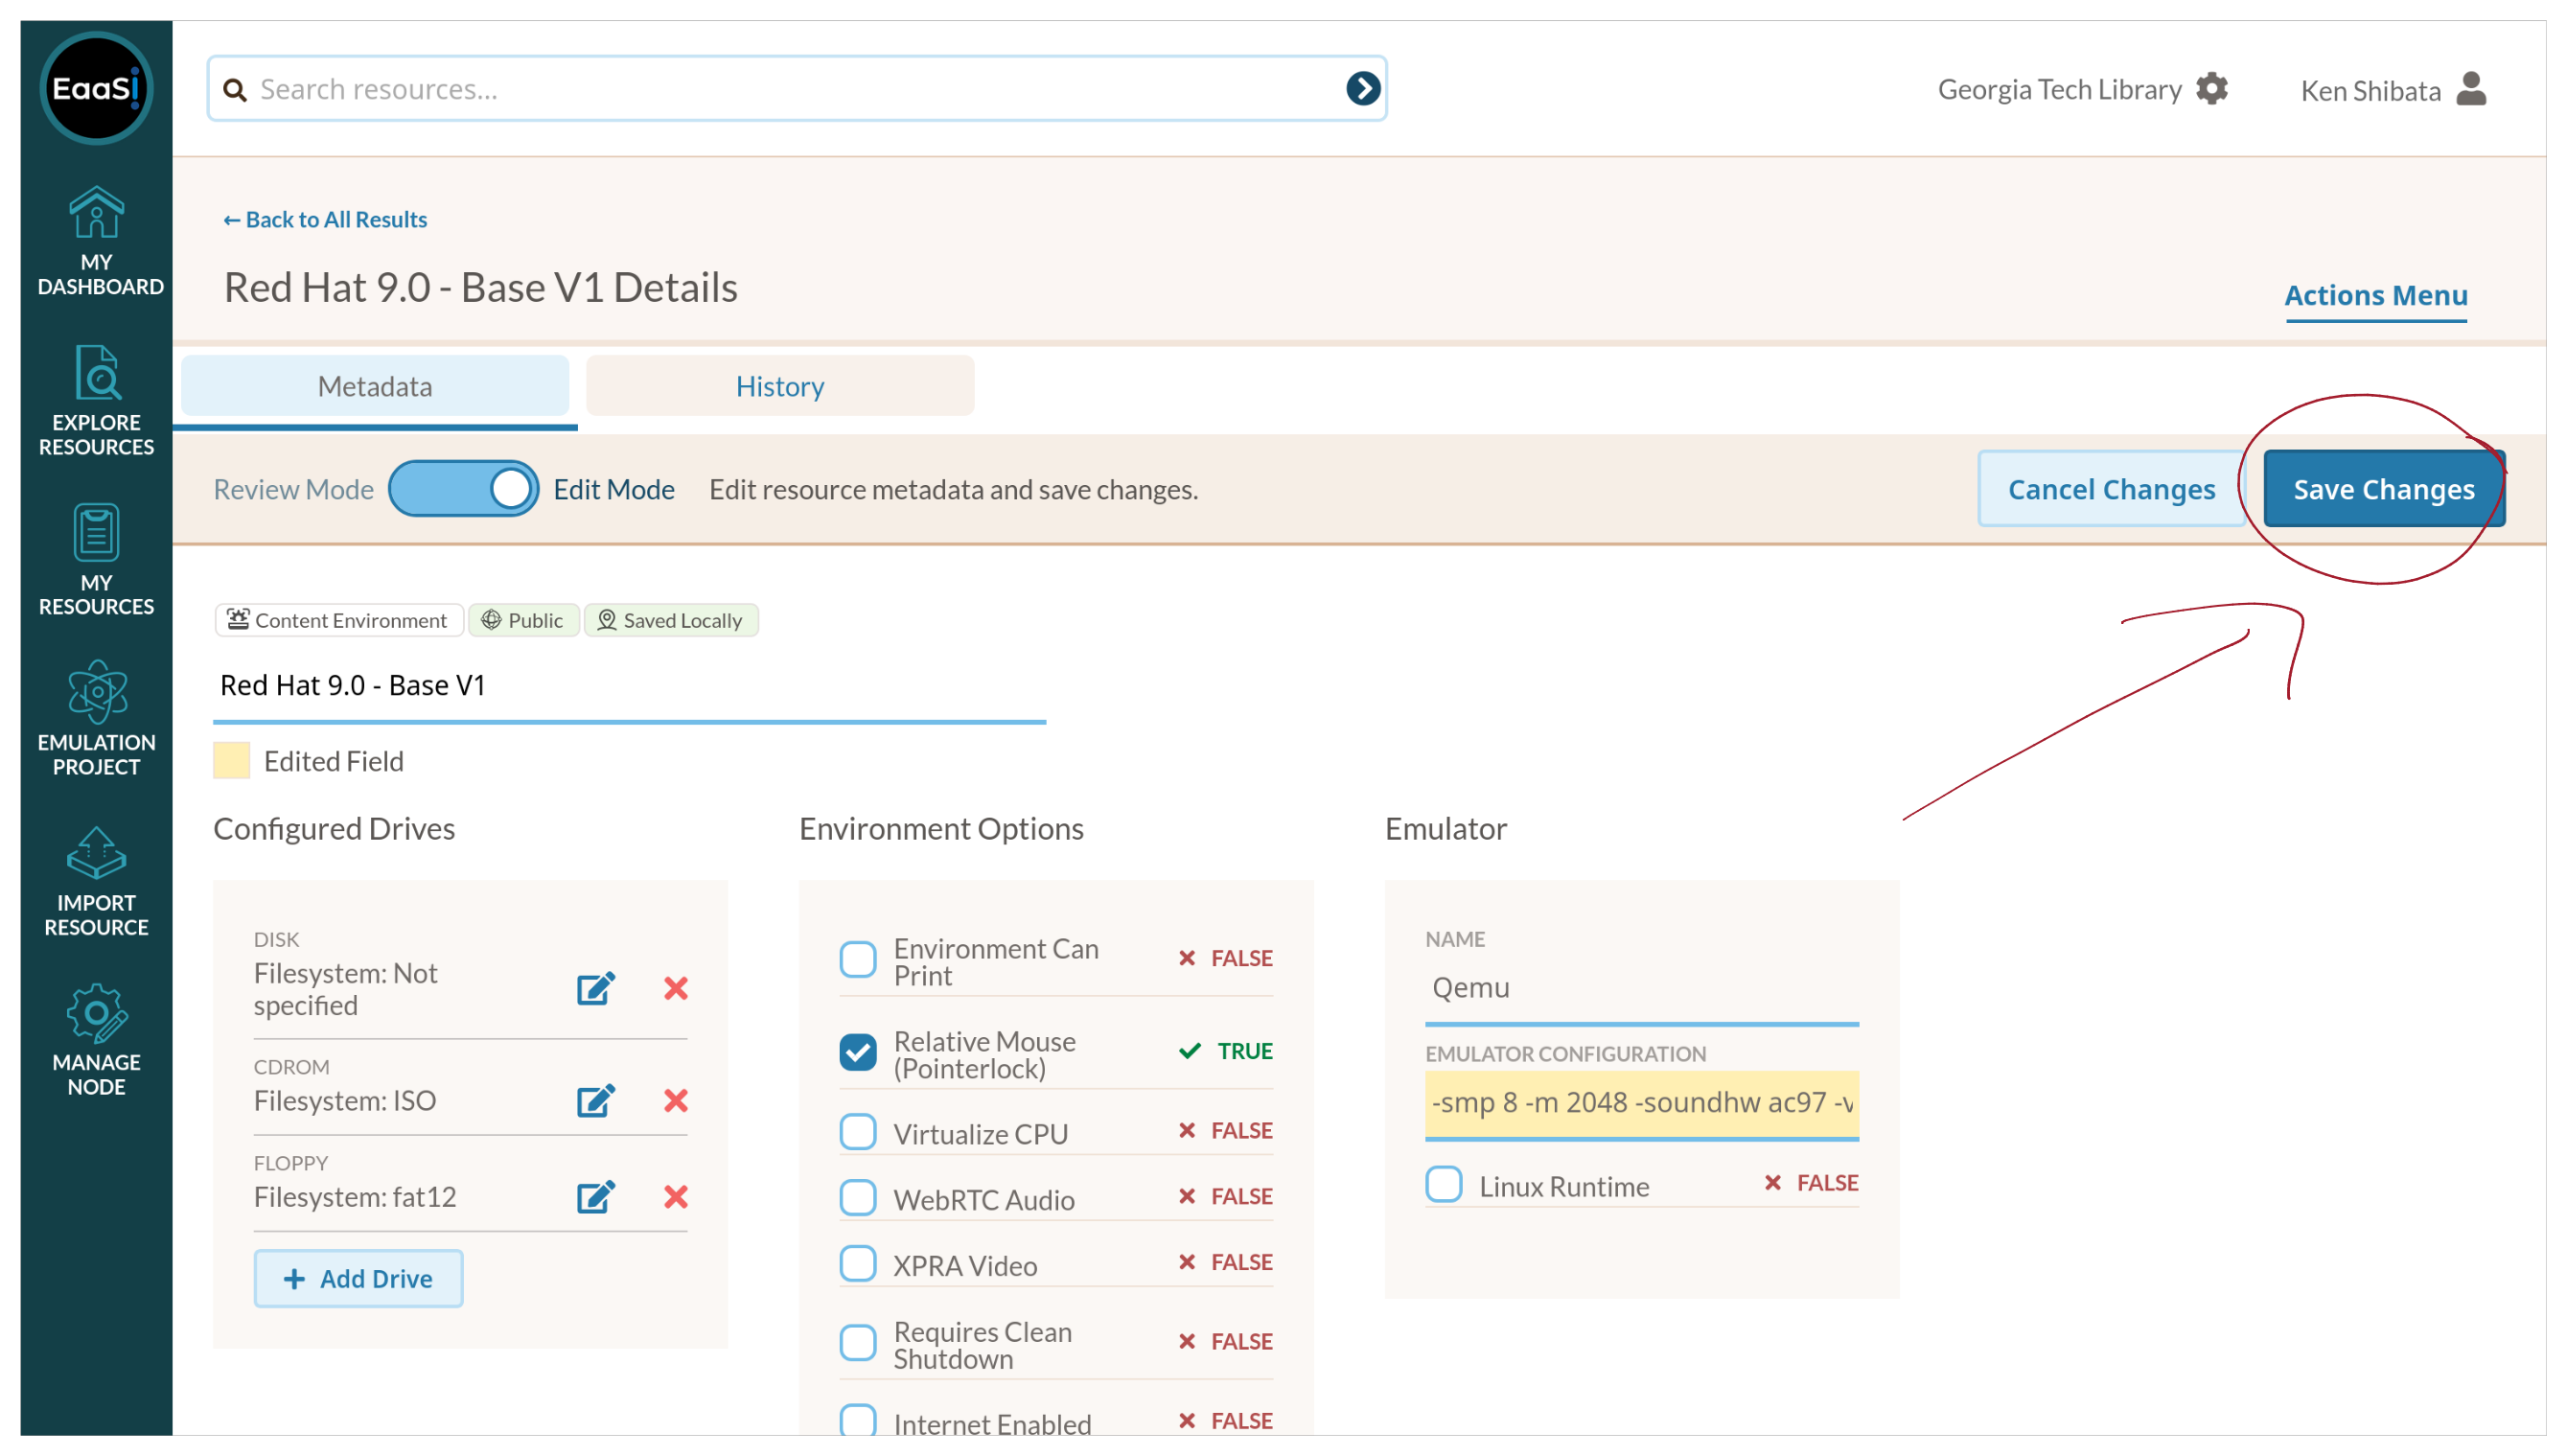 EaaSi
Search resources...
Georgia Tech Library
Ken Shibata
MY
DASHBOARD
EXPLORE
RESOURCES
MY
RESOURCES
EMULATION
PROJECT
IMPORT
RESOURCE
MANAGE
NODE
← Back to All Results
Red Hat 9.0 - Base V1 Details
Actions Menu
Metadata
History
Review Mode
Edit Mode
Edit resource metadata and save changes.
Cancel Changes
Save Changes
Content Environment
Public
Saved Locally
Red Hat 9.0 - Base V1
Edited Field
Configured Drives
DISK
Filesystem: Not
specified
CDROM
Filesystem: ISO
FLOPPY
Filesystem: fat12
+ Add Drive
Environment Options
Environment Can
Print
FALSE
Relative Mouse
(Pointerlock)
TRUE
Virtualize CPU
FALSE
WebRTC Audio
FALSE
XPRA Video
FALSE
Requires Clean
Shutdown
FALSE
Internet Enabled
FALSE
Emulator
NAME
Qemu
EMULATOR CONFIGURATION
-smp 8 -m 2048 -soundhw ac97
Linux Runtime
FALSE